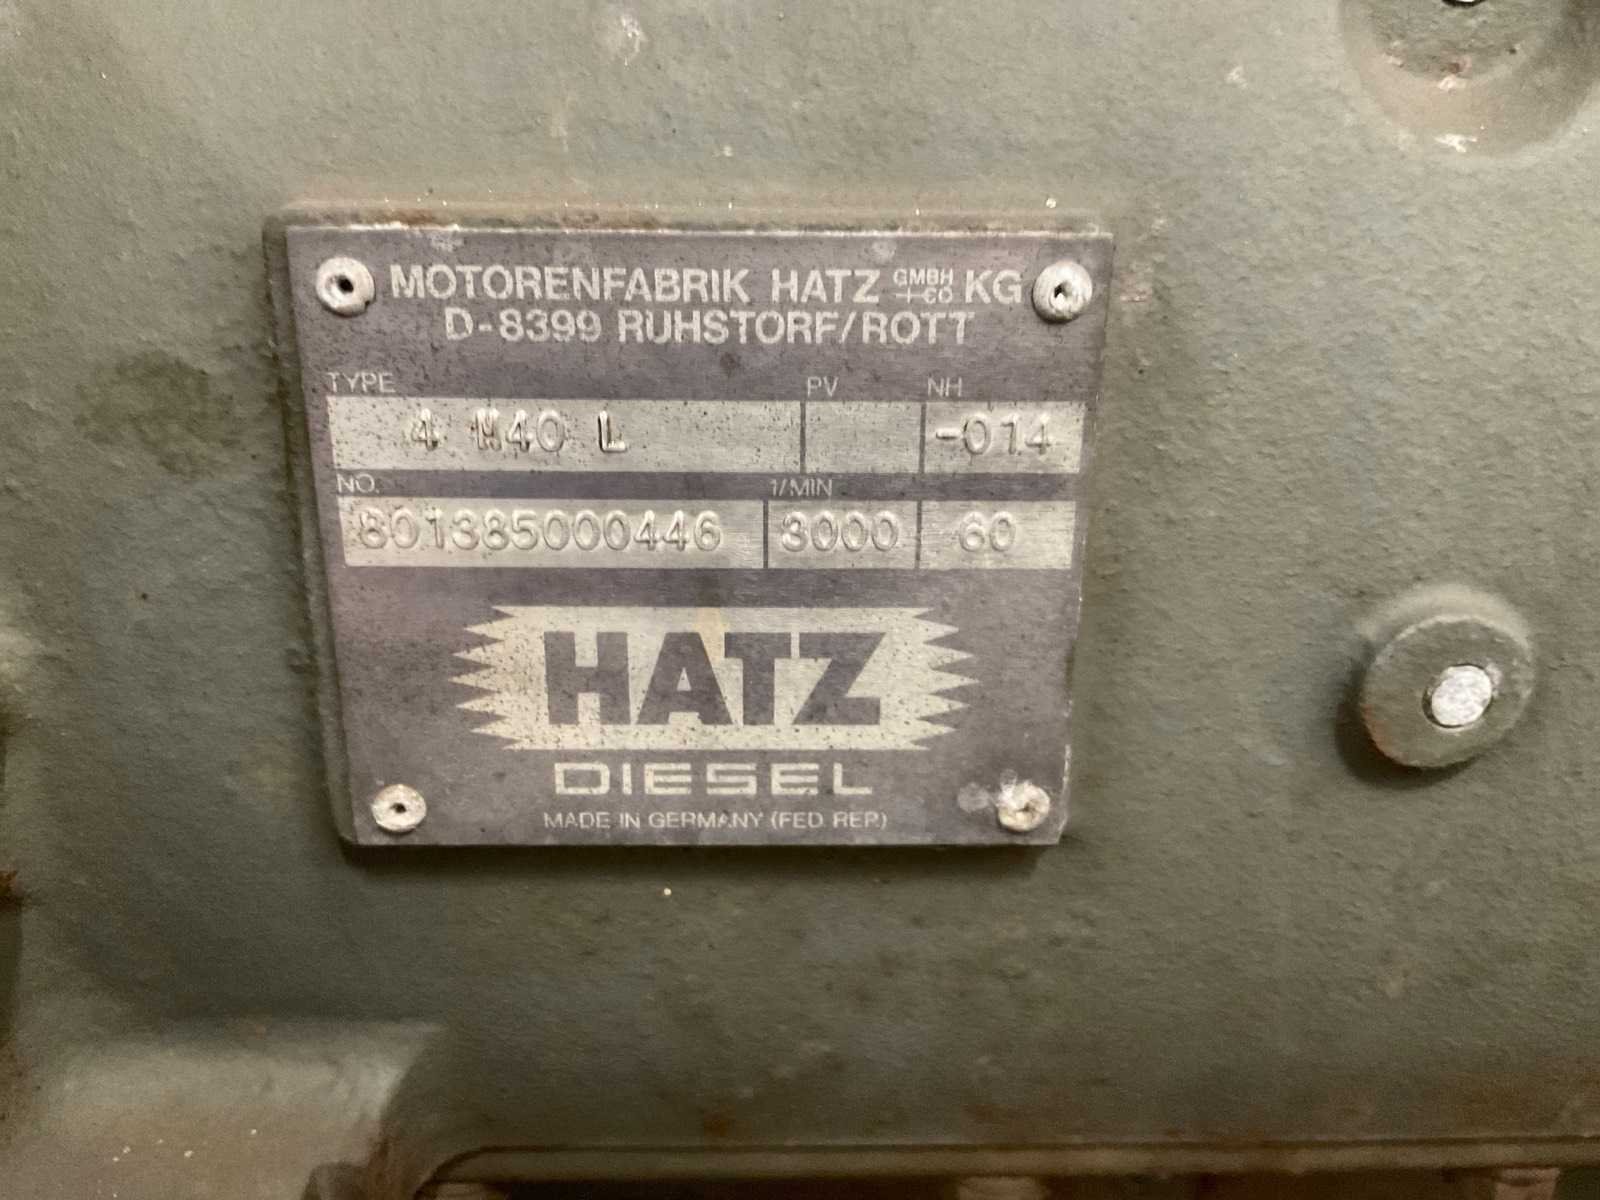 MOTORENFABRIK HATZ GMBH + CO KG
D-8399 RUHSTORF/ROTT
TYPE PV NH
4 M40 L -014
NO. 1/MIN
801385000446 3000 60
HATZ
DIESEL
MADE IN GERMANY (FED. REP.)